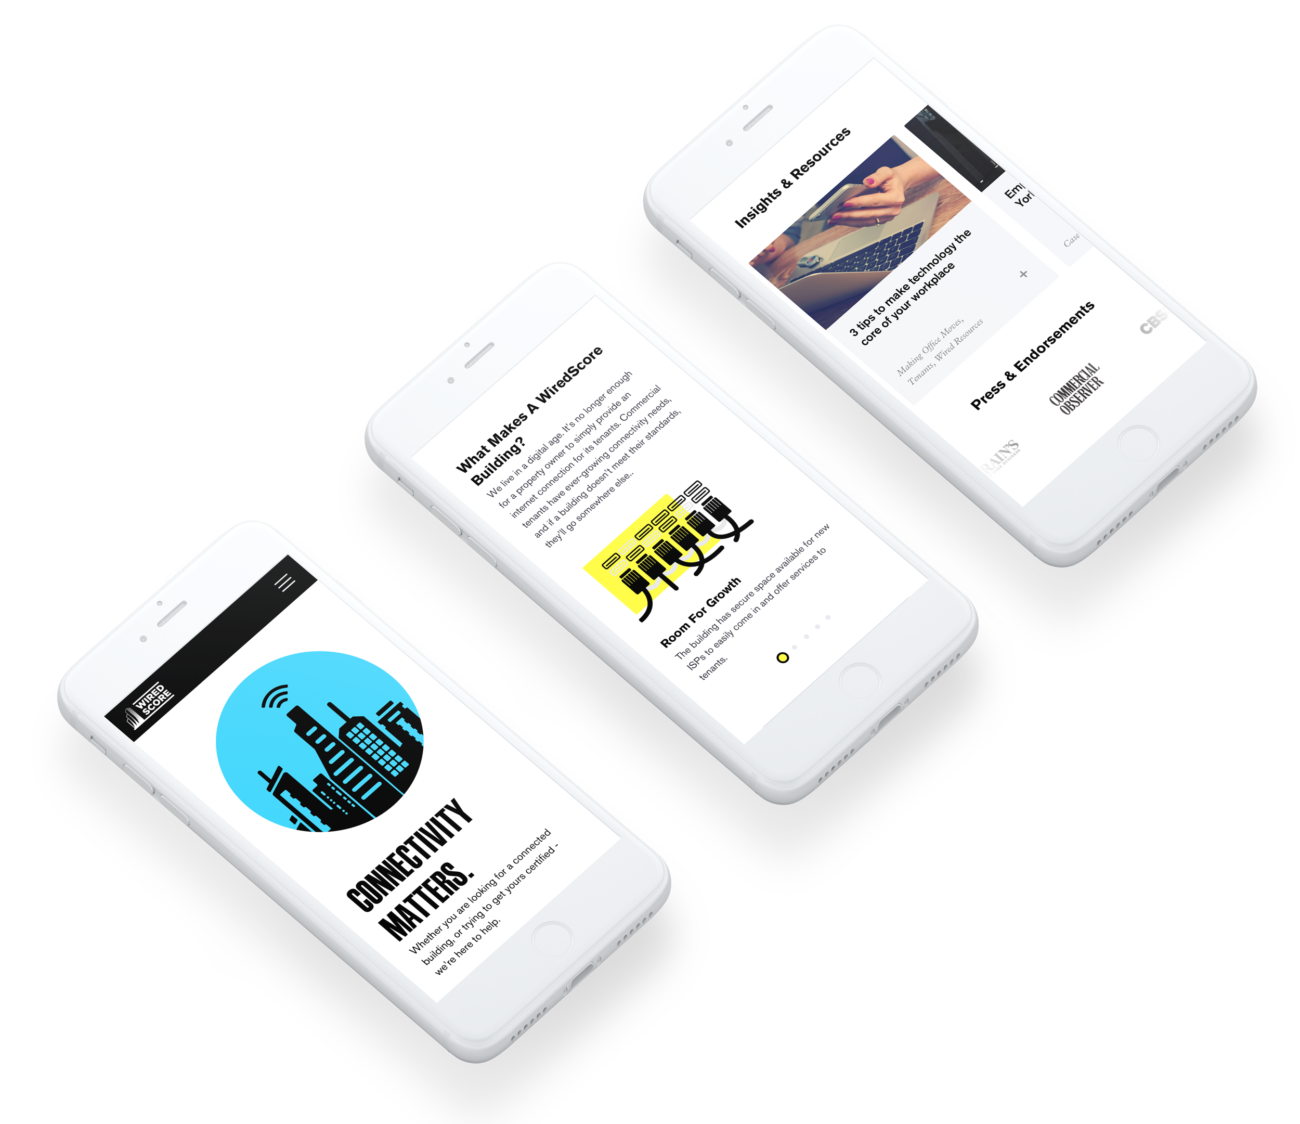 WIRED
SCORE
CONNECTIVITY
MATTERS.
Whether you are looking for a connected
building, or trying to get yours certified -
we're here to help.
What Makes A WiredScore
Building?
We live in a digital age. It's no longer enough
for a property owner to simply provide an
internet connection for its tenants. Commercial
tenants have ever-growing connectivity needs,
and if a building doesn't meet their standards,
they'll go somewhere else..
Room For Growth
The building has secure space available for new
ISPs to easily come in and offer services to
tenants.
Insights & Resources
3 tips to make technology the
core of your workplace
+
Making Office Moves,
Tenants, Wired Resources
Em
York
Case
Press & Endorsements
RAIN'S
COMMERCIAL
OBSERVER
CBS